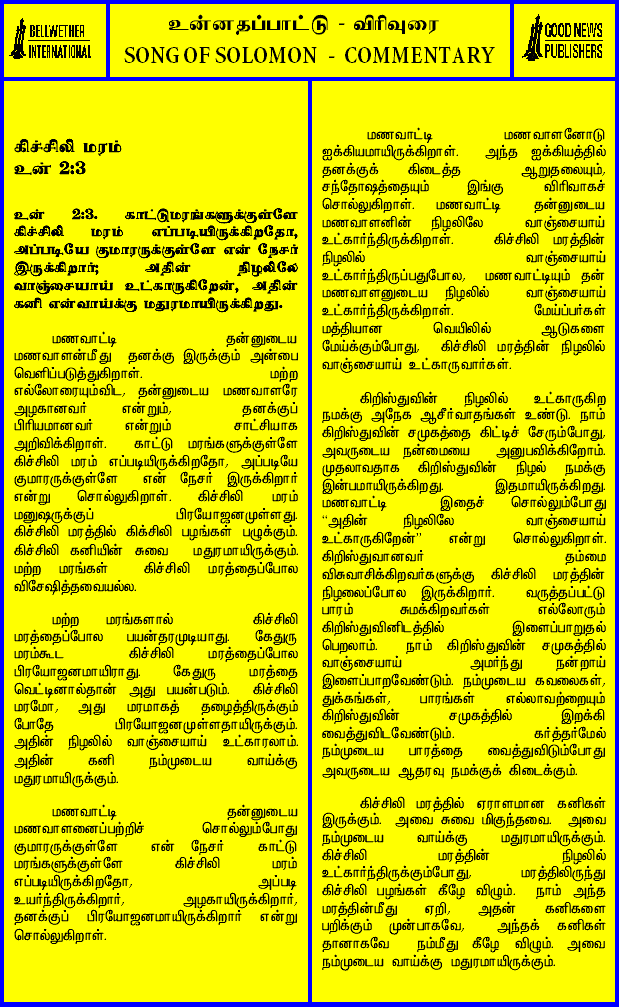 BELLWETHER
INTERNATIONAL
உன்னதப்பாட்டு - விரிவுரை
SONG OF SOLOMON - COMMENTARY
GOOD NEWS
PUBLISHERS
கிச்சிலி மரம்
உன் 2:3
உன் 2:3. காட்டுமரங்களுக்குள்ளே
கிச்சிலி மரம் எப்படியிருக்கிறதோ,
அப்படியே குமாரருக்குள்ளே என் நேசர்
இருக்கிறார்; அதின் நிழலிலே
வாஞ்சையாய் உட்காருகிறேன், அதின்
கனி என்வாய்க்கு மதுரமாயிருக்கிறது.
மணவாட்டி தன்னுடைய
மணவாளன்மீது தனக்கு இருக்கும் அன்பை
வெளிப்படுத்துகிறாள். மற்ற
எல்லோரையும்விட, தன்னுடைய மணவாளரே
அழகானவர் என்றும், தனக்குப்
பிரியமானவர் என்றும் சாட்சியாக
அறிவிக்கிறாள். காட்டு மரங்களுக்குள்ளே
கிச்சிலி மரம் எப்படியிருக்கிறதோ, அப்படியே
குமாரருக்குள்ளே என் நேசர் இருக்கிறார்
என்று சொல்லுகிறாள். கிச்சிலி மரம்
மனுஷருக்குப் பிரயோஜனமுள்ளது.
கிச்சிலி மரத்தில் கிக்சிலி பழங்கள் பழுக்கும்.
கிச்சிலி கனியின் சுவை மதுரமாயிருக்கும்.
மற்ற மரங்கள் கிச்சிலி மரத்தைப்போல
விசேஷித்தவையல்ல.
மற்ற மரங்களால் கிச்சிலி
மரத்தைப்போல பயன்தரமுடியாது. கேதுரு
மரம்கூட கிச்சிலி மரத்தைப்போல
பிரயோஜனமாயிராது. கேதுரு மரத்தை
வெட்டினால்தான் அது பயன்படும். கிச்சிலி
மரமோ, அது மரமாகத் தழைத்திருக்கும்
போதே பிரயோஜனமுள்ளதாயிருக்கும்.
அதின் நிழலில் வாஞ்சையாய் உட்காரலாம்.
அதின் கனி நம்முடைய வாய்க்கு
மதுரமாயிருக்கும்.
மணவாட்டி தன்னுடைய
மணவாளனைப்பற்றிச் சொல்லும்போது
குமாரருக்குள்ளே என் நேசர் காட்டு
மரங்களுக்குள்ளே கிச்சிலி மரம்
எப்படியிருக்கிறதோ, அப்படி
உயர்ந்திருக்கிறார், அழகாயிருக்கிறார்,
தனக்குப் பிரயோஜனமாயிருக்கிறார் என்று
சொல்லுகிறாள்.
மணவாட்டி மணவாளனோடு
ஐக்கியமாயிருக்கிறாள். அந்த ஐக்கியத்தில்
தனக்குக் கிடைத்த ஆறுதலையும்,
சந்தோஷத்தையும் இங்கு விரிவாகச்
சொல்லுகிறாள். மணவாட்டி தன்னுடைய
மணவாளனின் நிழலிலே வாஞ்சையாய்
உட்கார்ந்திருக்கிறாள். கிச்சிலி மரத்தின்
நிழலில் வாஞ்சையாய்
உட்கார்ந்திருப்பதுபோல, மணவாட்டியும் தன்
மணவாளனுடைய நிழலில் வாஞ்சையாய்
உட்கார்ந்திருக்கிறாள். மேய்ப்பர்கள்
மத்தியான வெயிலில் ஆடுகளை
மேய்க்கும்போது, கிச்சிலி மரத்தின் நிழலில்
வாஞ்சையாய் உட்காருவார்கள்.
கிறிஸ்துவின் நிழலில் உட்காருகிற
நமக்கு அநேக ஆசீர்வாதங்கள் உண்டு. நாம்
கிறிஸ்துவின் சமுகத்தை கிட்டிச் சேரும்போது,
அவருடைய நன்மையை அனுபவிக்கிறோம்.
முதலாவதாக கிறிஸ்துவின் நிழல் நமக்கு
இன்பமாயிருக்கிறது. இதமாயிருக்கிறது.
மணவாட்டி இதைச் சொல்லும்போது
“அதின் நிழலிலே வாஞ்சையாய்
உட்காருகிறேன்” என்று சொல்லுகிறாள்.
கிறிஸ்துவானவர் தம்மை
விசுவாசிக்கிறவர்களுக்கு கிச்சிலி மரத்தின்
நிழலைப்போல இருக்கிறார். வருத்தப்பட்டு
பாரம் சுமக்கிறவர்கள் எல்லோரும்
கிறிஸ்துவினிடத்தில் இளைப்பாறுதல்
பெறலாம். நாம் கிறிஸ்துவின் சமுகத்தில்
வாஞ்சையாய் அமர்ந்து நன்றாய்
இளைப்பாறவேண்டும். நம்முடைய கவலைகள்,
துக்கங்கள், பாரங்கள் எல்லாவற்றையும்
கிறிஸ்துவின் சமுகத்தில் இறக்கி
வைத்துவிடவேண்டும். கர்த்தர்மேல்
நம்முடைய பாரத்தை வைத்துவிடும்போது
அவருடைய ஆதரவு நமக்குக் கிடைக்கும்.
கிச்சிலி மரத்தில் ஏராளமான கனிகள்
இருக்கும். அவை சுவை மிகுந்தவை. அவை
நம்முடைய வாய்க்கு மதுரமாயிருக்கும்.
கிச்சிலி மரத்தின் நிழலில்
உட்கார்ந்திருக்கும்போது, மரத்திலிருந்து
கிச்சிலி பழங்கள் கீழே விழும். நாம் அந்த
மரத்தின்மீது ஏறி, அதன் கனிகளை
பறிக்கும் முன்பாகவே, அந்தக் கனிகள்
தானாகவே நம்மீது கீழே விழும். அவை
நம்முடைய வாய்க்கு மதுரமாயிருக்கும்.